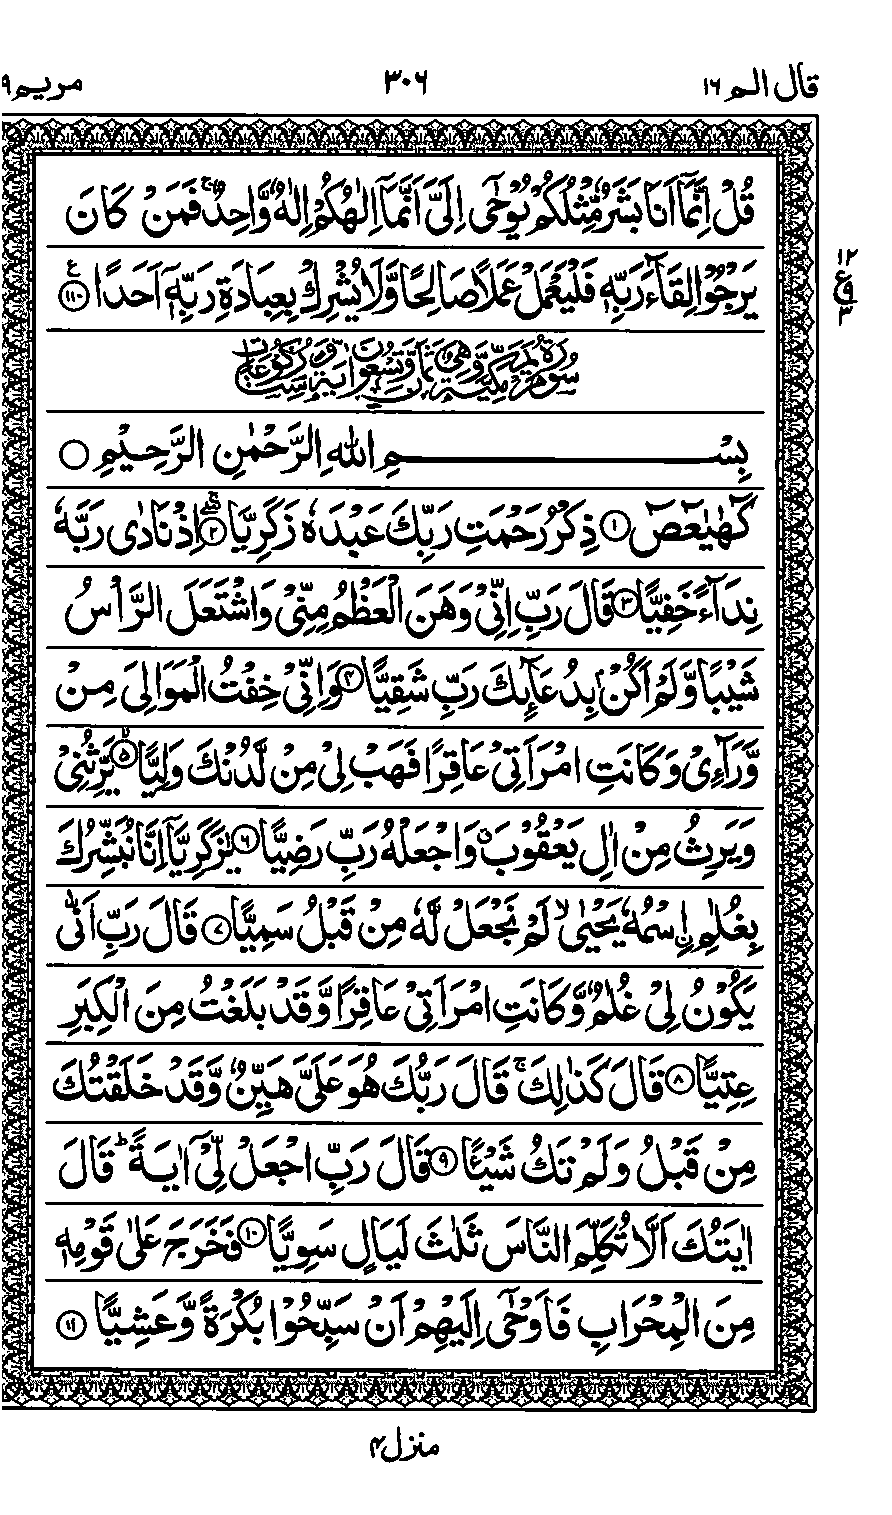 قال الم ١٦ ٣٠٦ مريم ١٩
قُلْ اِنَّمَاۤ اَنَا بَشَرٌ مِّثْلُكُمْ يُوْحٰۤى اِلَیَّ اَنَّمَاۤ اِلٰهُكُمْ اِلٰهٌ وَّاحِدٌ ۚ فَمَنْ كَانَ
يَرْجُوْا لِقَآءَ رَبِّهٖ فَلْيَعْمَلْ عَمَلًا صَالِحًا وَّلَا يُشْرِكْ بِعِبَادَةِ رَبِّهٖۤ اَحَدًا ﴿١١٠﴾ ع
١٢
ع
٣
سُوْرَةُ مَرْيَمَ مَكِّيَّةٌ وَّهِىَ ثَمَانٌ وَّتِسْعُوْنَ اٰيَةً وَّسِتُّ رُكُوْعَاتٍ
بِسْمِ اللهِ الرَّحْمٰنِ الرَّحِيْمِ
كٓهٰيٰعٓصٓ ﴿١﴾ ذِكْرُ رَحْمَتِ رَبِّكَ عَبْدَهٗ زَكَرِيَّا ﴿٢﴾ اِذْ نَادٰى رَبَّهٗ
نِدَآءً خَفِيًّا ﴿٣﴾ قَالَ رَبِّ اِنِّىْ وَهَنَ الْعَظْمُ مِنِّىْ وَاشْتَعَلَ الرَّاْسُ
شَيْبًا وَّلَمْ اَكُنْۢ بِدُعَآئِكَ رَبِّ شَقِيًّا ﴿٤﴾ وَاِنِّىْ خِفْتُ الْمَوَالِىَ مِنْ
وَّرَآءِىْ وَكَانَتِ امْرَاَتِىْ عَاقِرًا فَهَبْ لِىْ مِنْ لَّدُنْكَ وَلِيًّا ﴿٥﴾ۙ يَّرِثُنِىْ
وَيَرِثُ مِنْ اٰلِ يَعْقُوْبَ ۖ وَاجْعَلْهُ رَبِّ رَضِيًّا ﴿٦﴾ يٰزَكَرِيَّاۤ اِنَّا نُبَشِّرُكَ
بِغُلٰمِ ِ۟اسْمُهٗ يَحْيٰى ۙ لَمْ نَجْعَلْ لَّهٗ مِنْ قَبْلُ سَمِيًّا ﴿٧﴾ قَالَ رَبِّ اَنّٰى
يَكُوْنُ لِىْ غُلٰمٌ وَّكَانَتِ امْرَاَتِىْ عَاقِرًا وَّقَدْ بَلَغْتُ مِنَ الْكِبَرِ
عِتِيًّا ﴿٨﴾ قَالَ كَذٰلِكَ ۚ قَالَ رَبُّكَ هُوَ عَلَىَّ هَيِّنٌ وَّقَدْ خَلَقْتُكَ
مِنْ قَبْلُ وَلَمْ تَكُ شَيْـًٔا ﴿٩﴾ قَالَ رَبِّ اجْعَلْ لِّىْۤ اٰيَةً ؕ قَالَ
اٰيَتُكَ اَلَّا تُكَلِّمَ النَّاسَ ثَلٰثَ لَيَالٍ سَوِيًّا ﴿١٠﴾ فَخَرَجَ عَلٰى قَوْمِهٖ
مِنَ الْمِحْرَابِ فَاَوْحٰۤى اِلَيْهِمْ اَنْ سَبِّحُوْا بُكْرَةً وَّعَشِيًّا ﴿١١﴾
منزل ٤